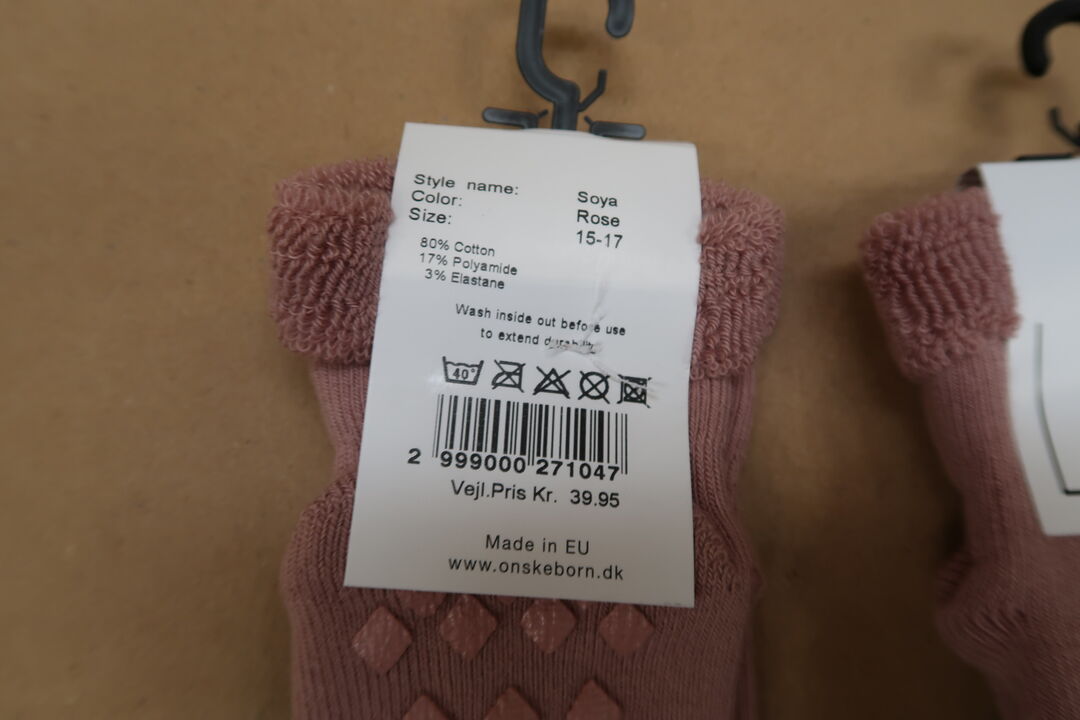 Style name: Soya
Color: Rose
Size: 15-17
80% Cotton
17% Polyamide
3% Elastane
Wash inside out before use
to extend durability
40°
2 999000 271047
Vejl.Pris Kr. 39.95
Made in EU
www.onskeborn.dk